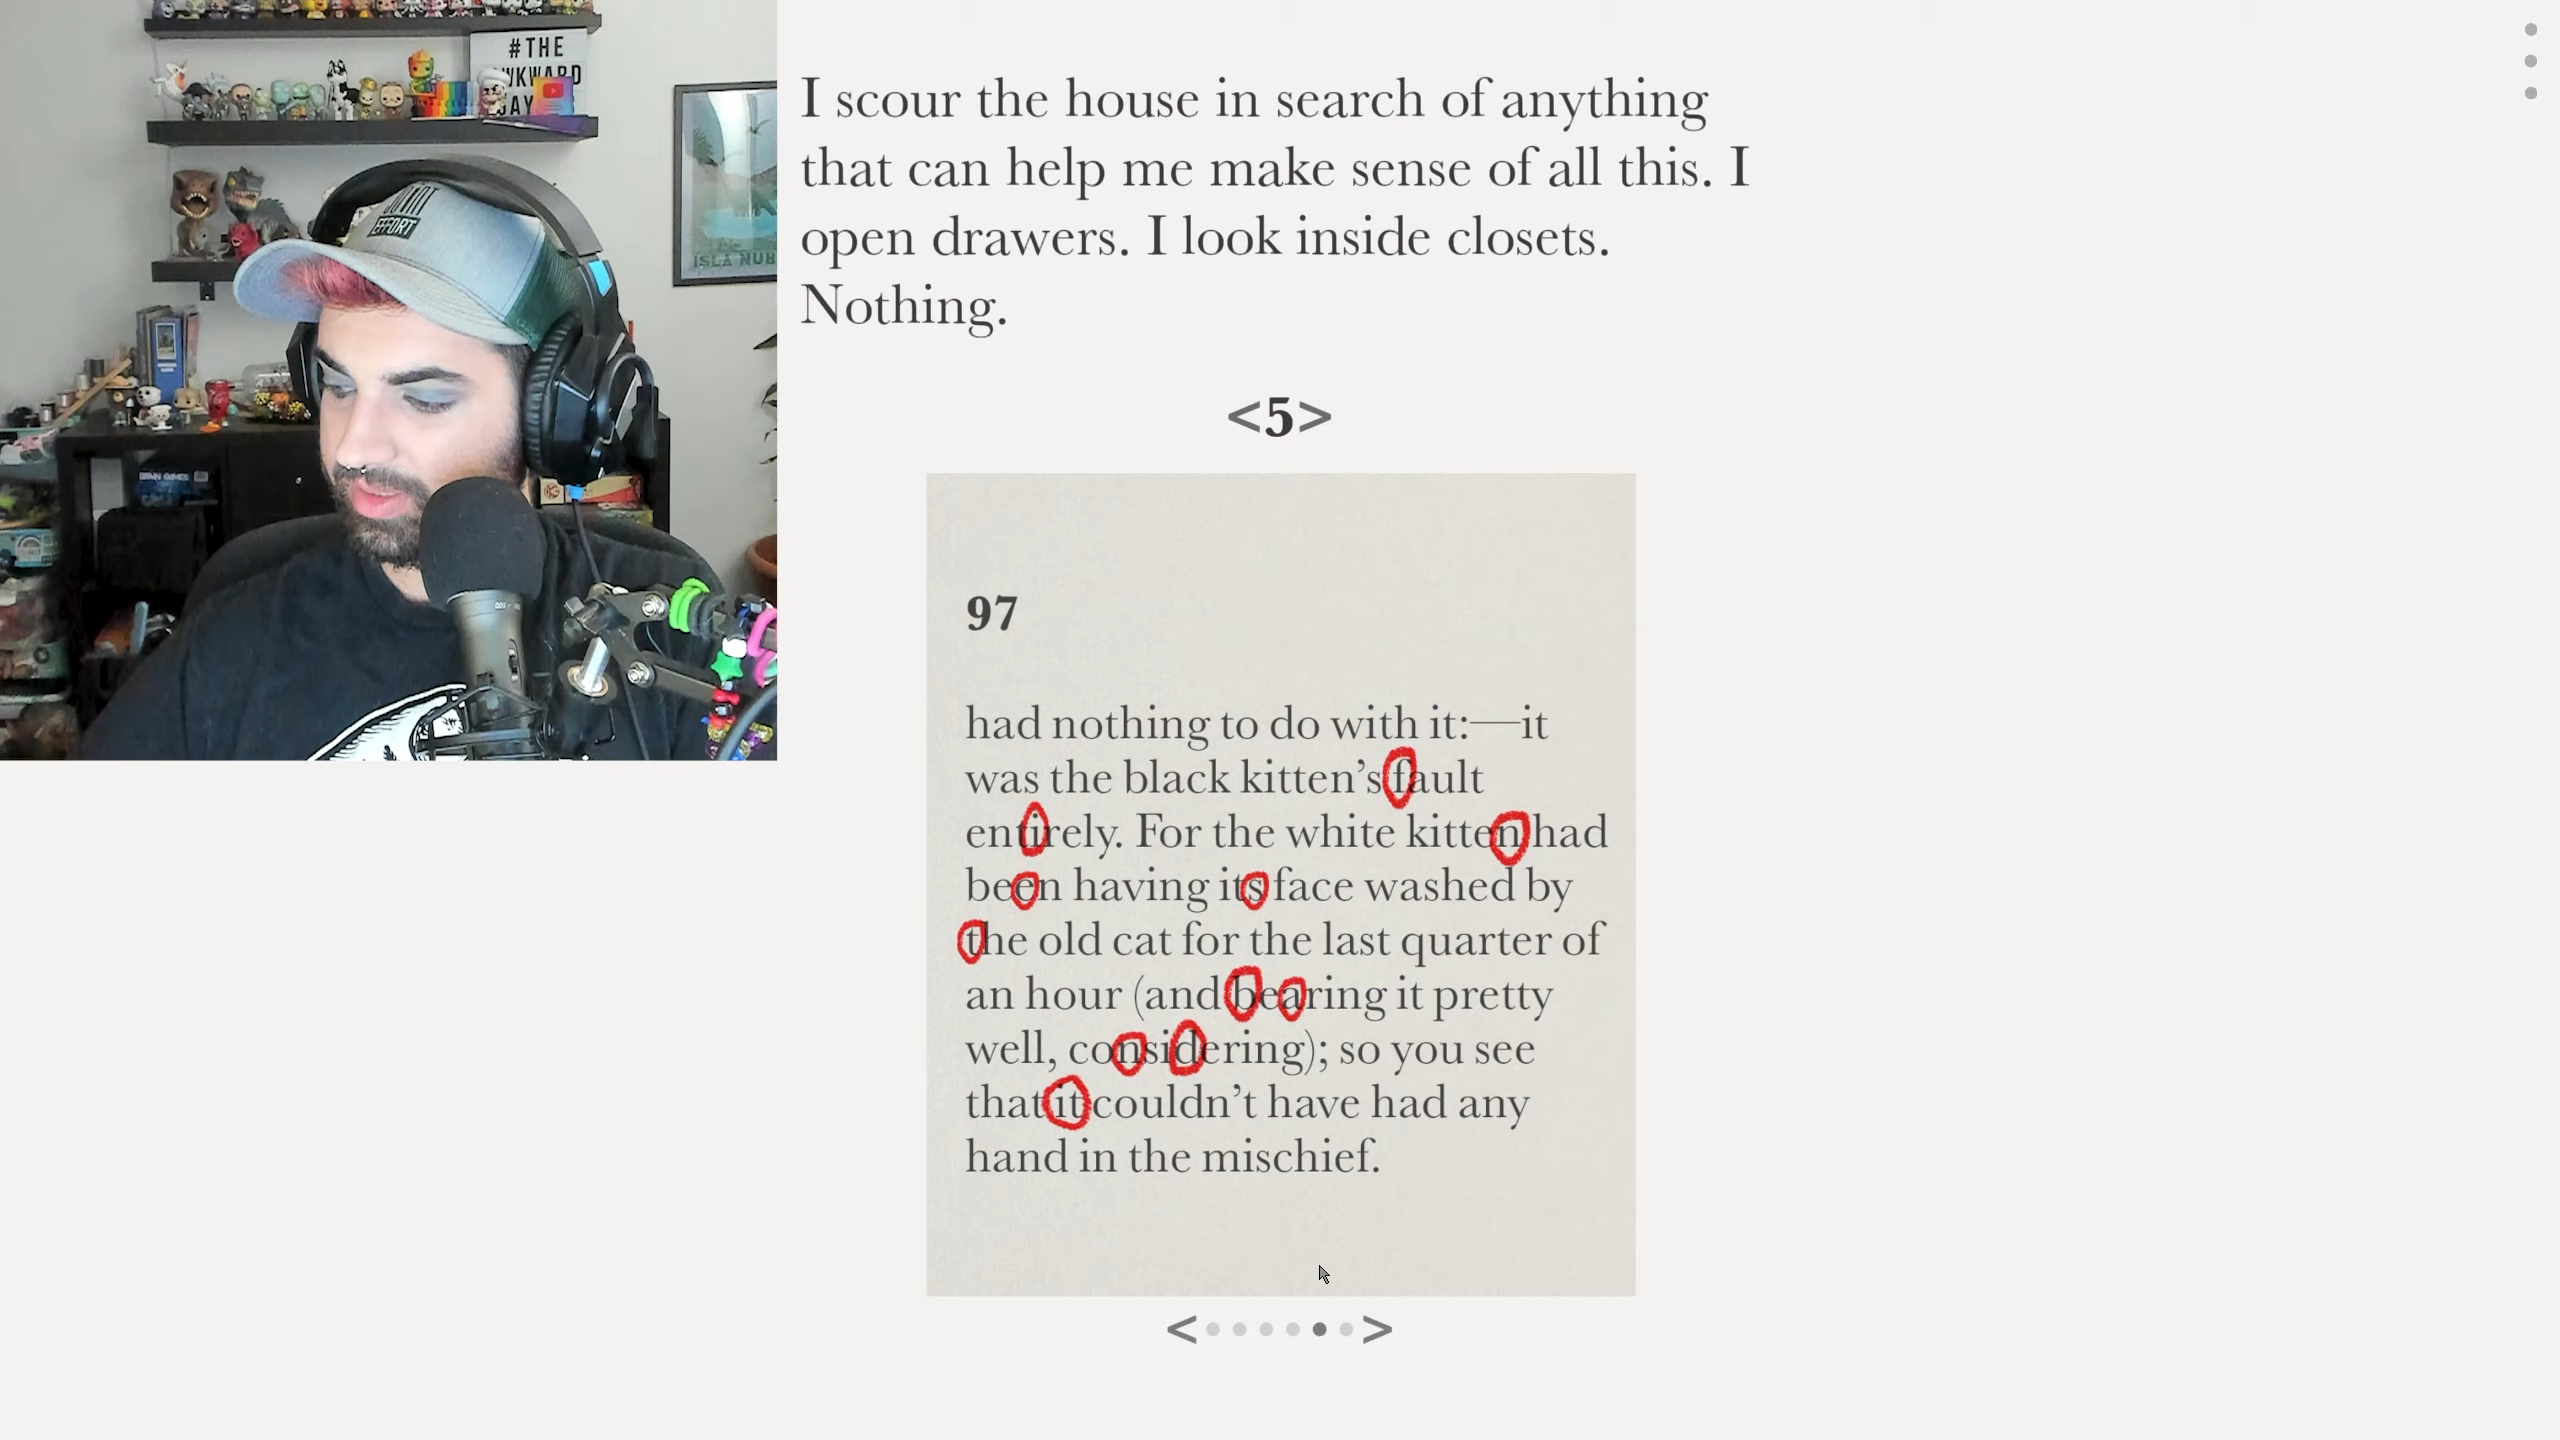 #THE
AWKWARD
GAY
ISLA NUB
EFFORT
I scour the house in search of anything
that can help me make sense of all this. I
open drawers. I look inside closets.
Nothing.
<5>
97
had nothing to do with it:—it
was the black kitten’s fault
entirely. For the white kitten had
been having its face washed by
the old cat for the last quarter of
an hour (and bearing it pretty
well, considering); so you see
that it couldn’t have had any
hand in the mischief.
< >